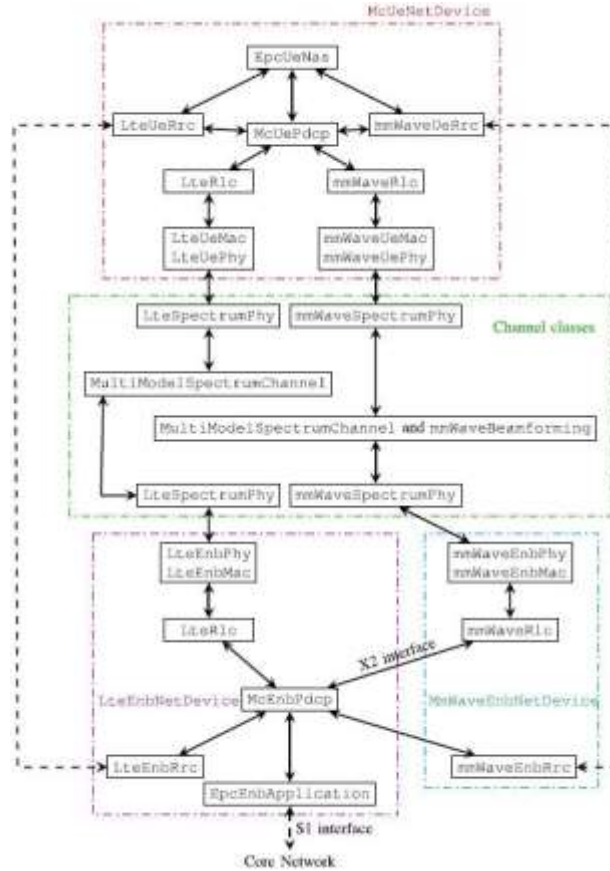 McUeNetDevice
EpcUeNas
LteUeRrc
McUePdcp
mmWaveUeRrc
LteRlc
mmWaveRlc
LteUeMac
LteUePhy
mmWaveUeMac
mmWaveUePhy
LteSpectrumPhy
mmWaveSpectrumPhy
Channel classes
MultiModelSpectrumChannel
MultiModelSpectrumChannel and mmWaveBeamforming
LteSpectrumPhy
mmWaveSpectrumPhy
LteEnbPhy
LteEnbMac
mmWaveEnbPhy
mmWaveEnbMac
LteRlc
mmWaveRlc
X2 interface
LteEnbNetDevice
McEnbPdcp
MmWaveEnbNetDevice
LteEnbRrc
mmWaveEnbRrc
EpcEnbApplication
S1 interface
Core Network